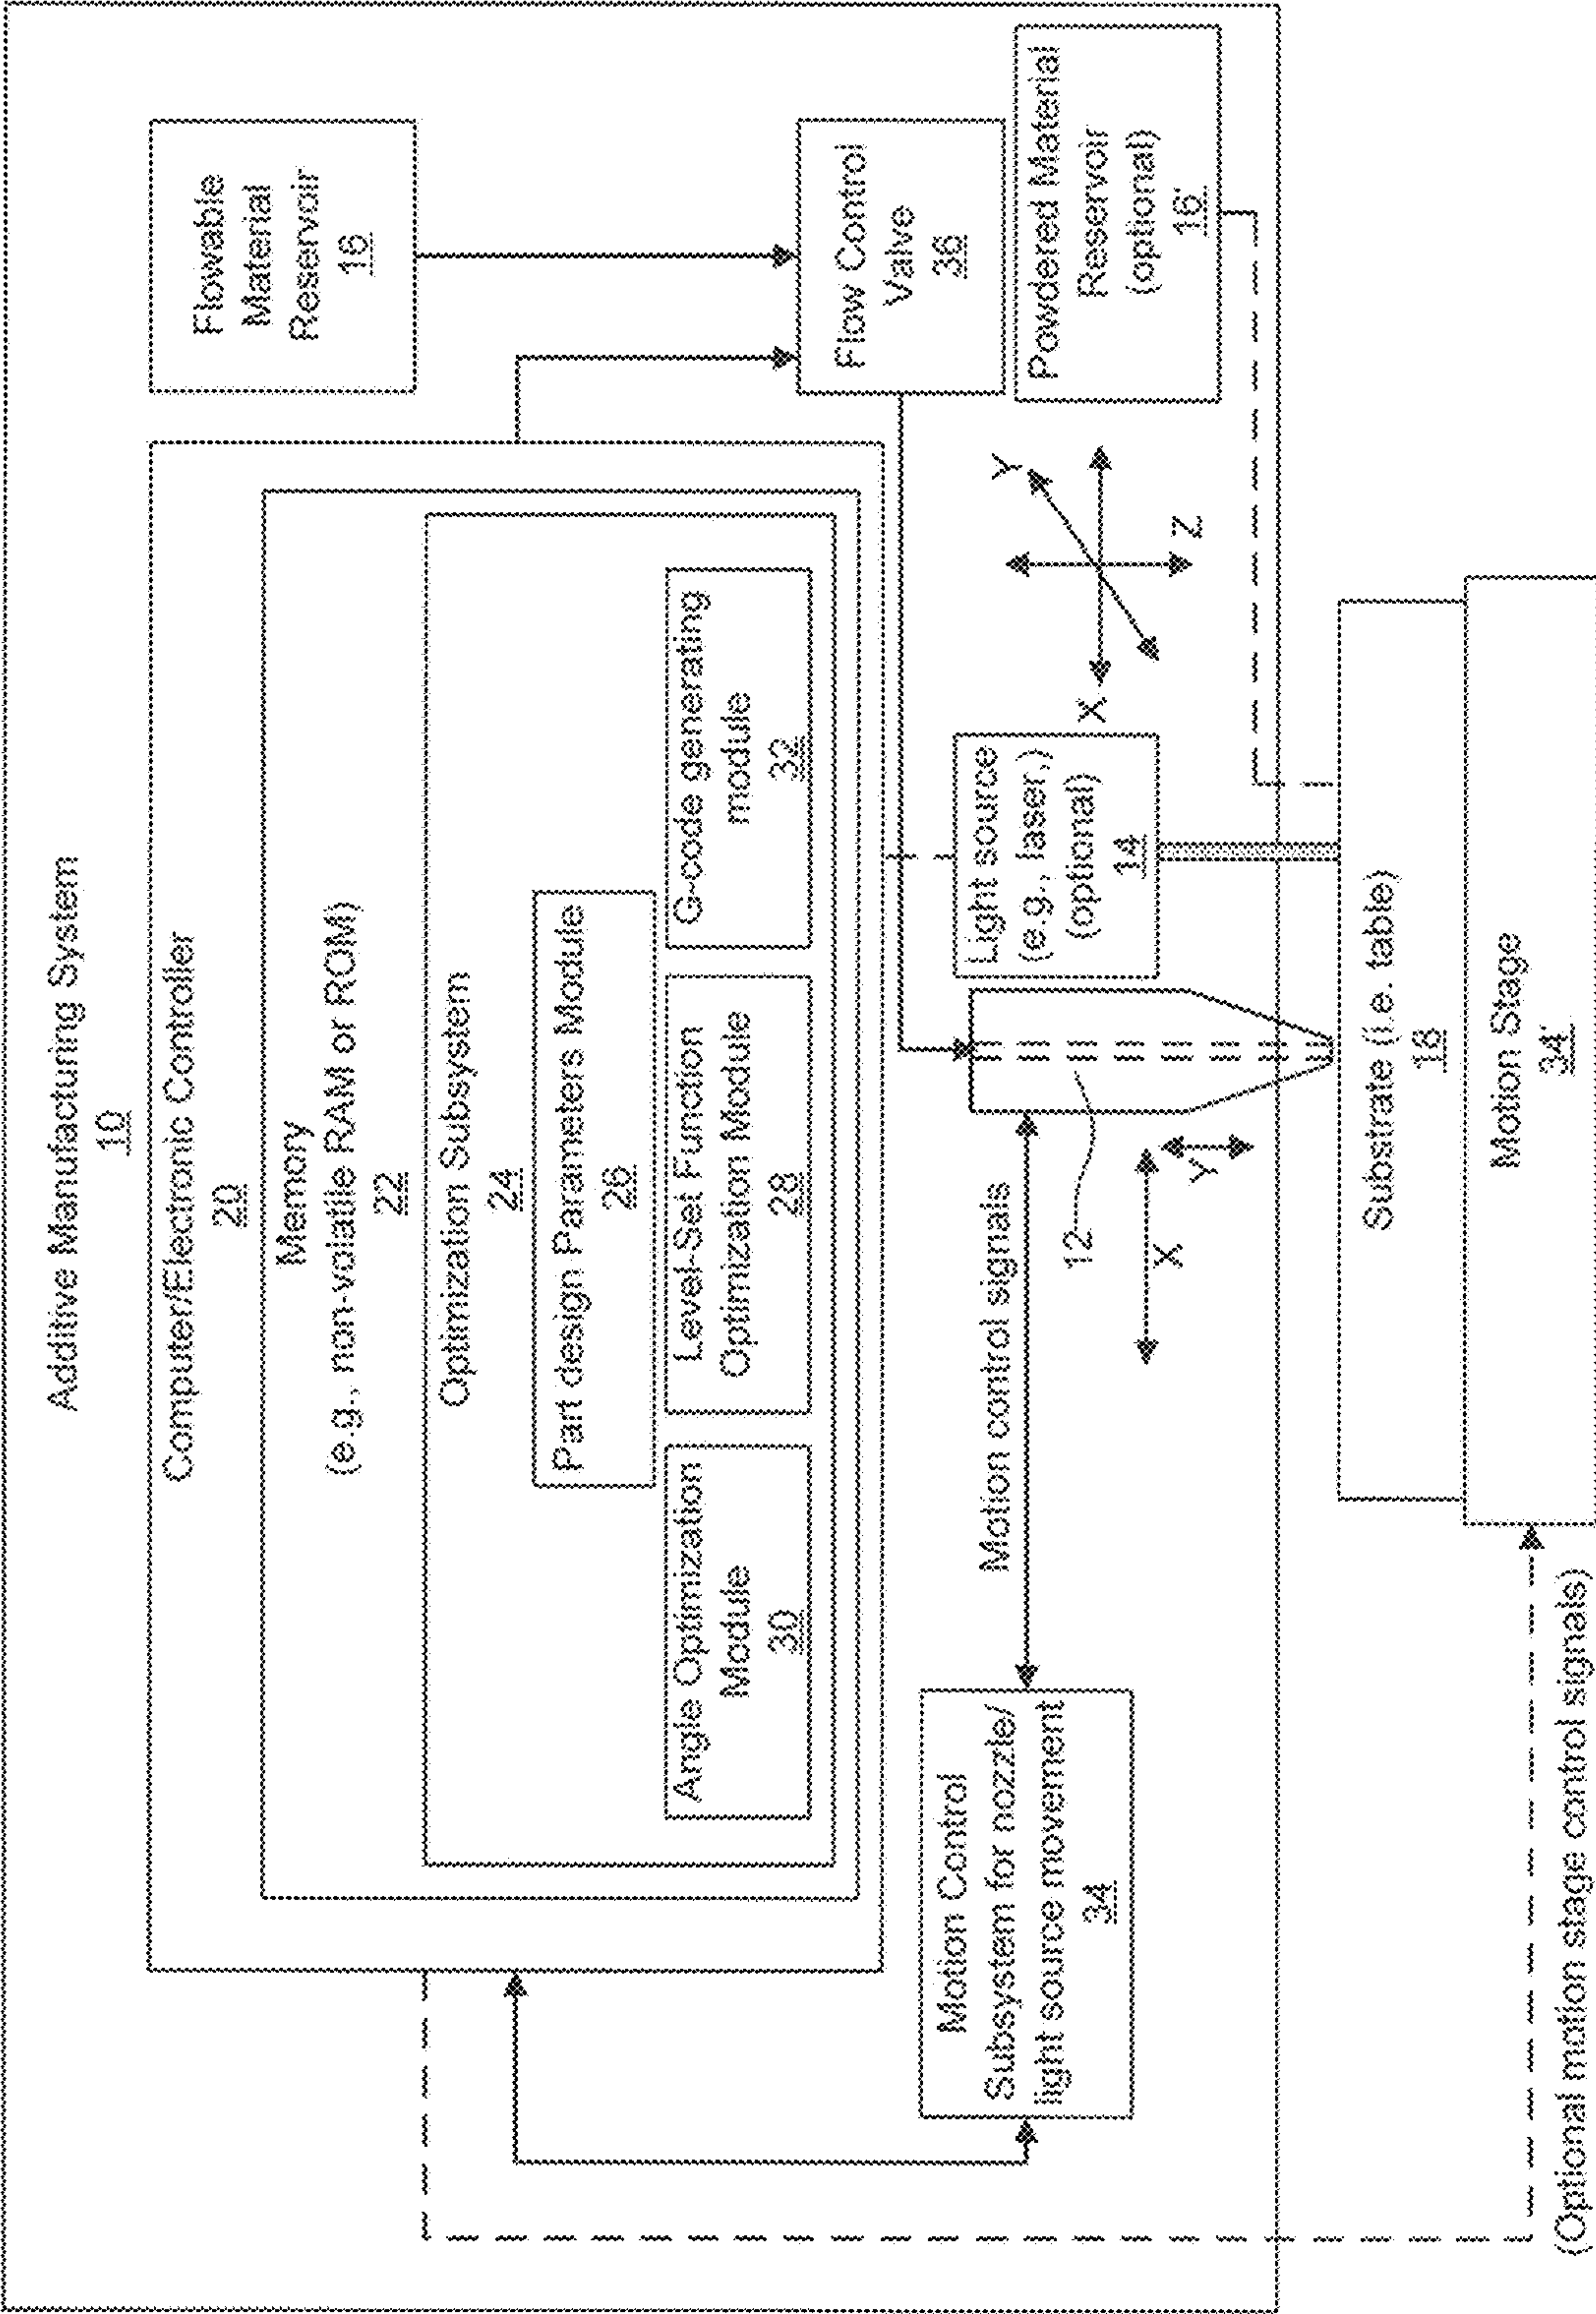 Additive Manufacturing System
10
Computer/Electronic Controller
20
Memory
(e.g., non-volatile RAM or ROM)
22
Optimization Subsystem
24
Part design Parameters Module
26
Angle Optimization
Module
30
Level-Set Function
Optimization Module
28
G-code generating
module
32
Flowable
Material
Reservoir
16
Flow Control
Valve
36
Powdered Material
Reservoir
(optional)
16'
Motion Control
Subsystem for nozzle/
light source movement
34
Motion control signals
12
X
Y
Light source
(e.g., laser,)
(optional)
14
X
Y
Z
Substrate (i.e. table)
18
Motion Stage
34'
(Optional motion stage control signals)